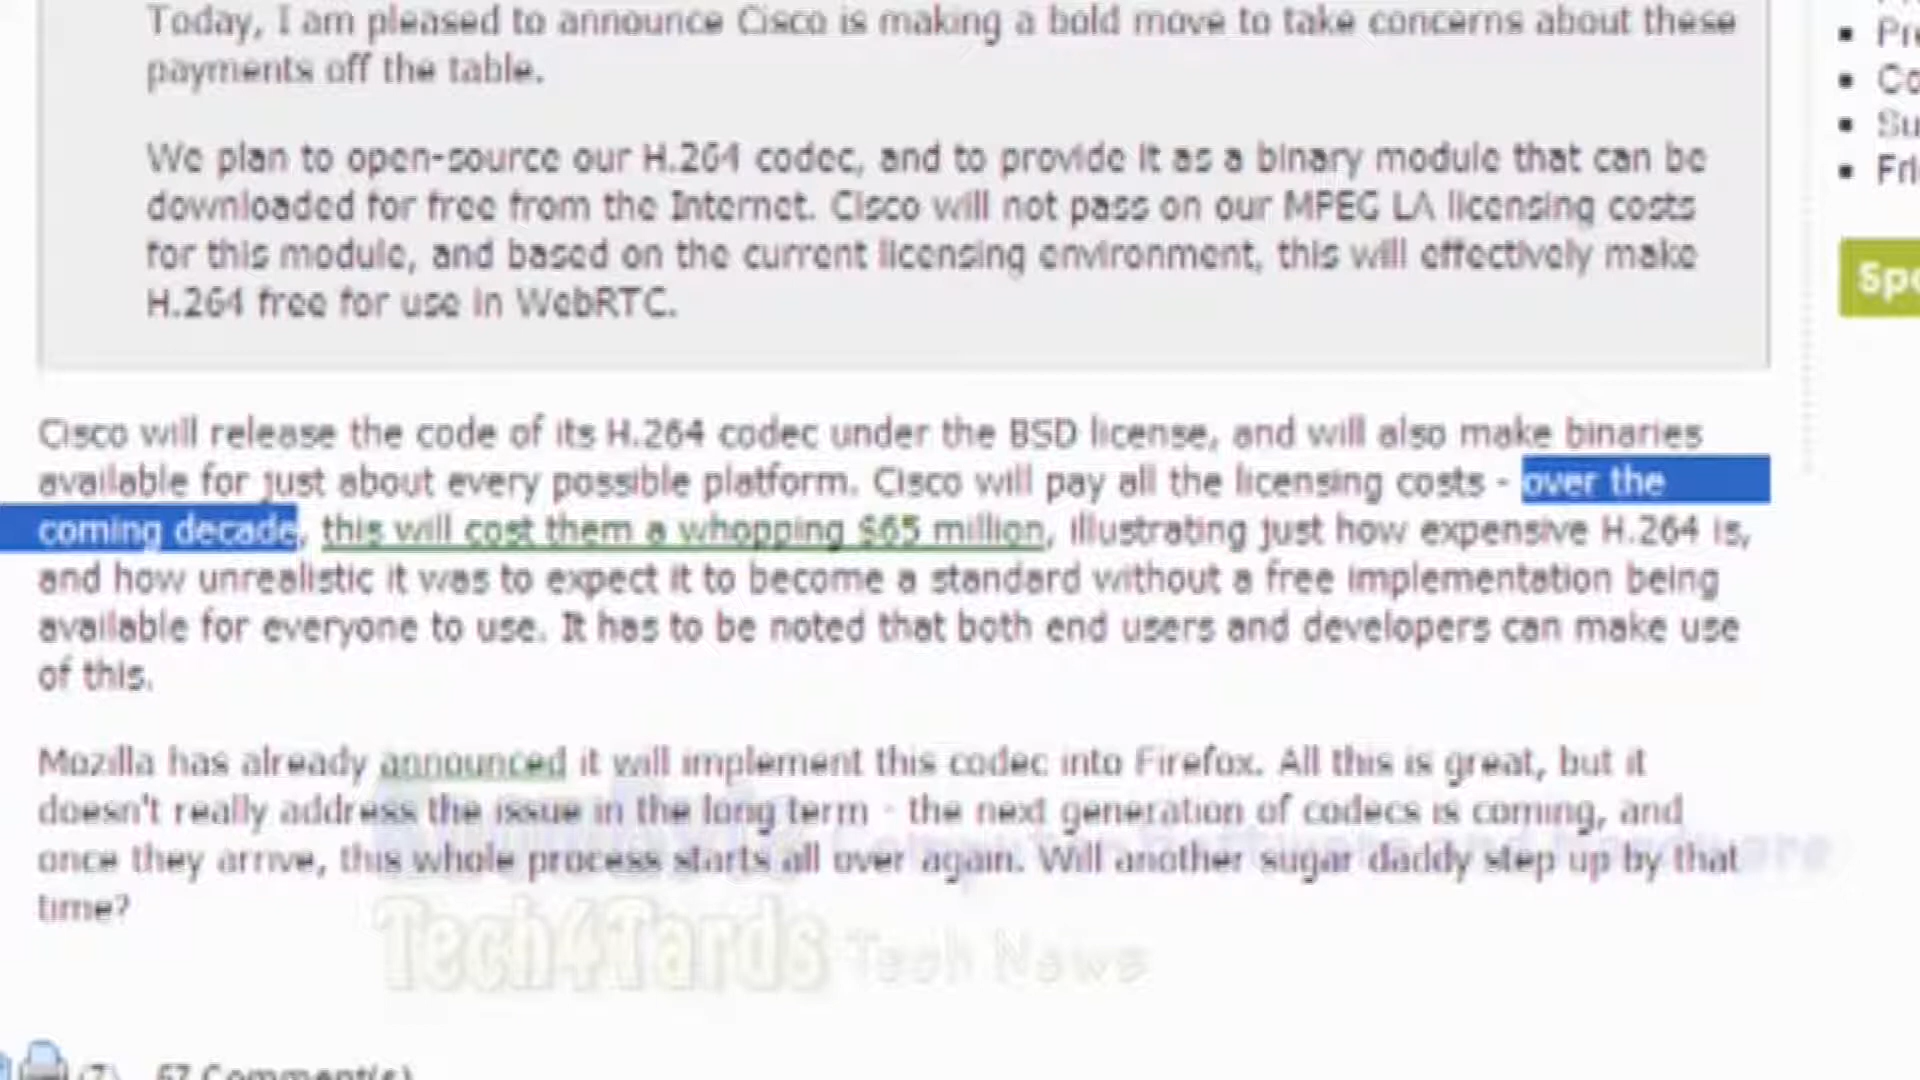 Today, I am pleased to announce Cisco is making a bold move to take concerns about these
payments off the table.
We plan to open-source our H.264 codec, and to provide it as a binary module that can be
downloaded for free from the Internet. Cisco will not pass on our MPEG LA licensing costs
for this module, and based on the current licensing environment, this will effectively make
H.264 free for use in WebRTC.
Cisco will release the code of its H.264 codec under the BSD license, and will also make binaries
available for just about every possible platform. Cisco will pay all the licensing costs - over the
coming decade, this will cost them a whopping $65 million, illustrating just how expensive H.264 is,
and how unrealistic it was to expect it to become a standard without a free implementation being
available for everyone to use. It has to be noted that both end users and developers can make use
of this.
Mozilla has already announced it will implement this codec into Firefox. All this is great, but it
doesn't really address the issue in the long term - the next generation of codecs is coming, and
once they arrive, this whole process starts all over again. Will another sugar daddy step up by that
time?
Tech4Tards Tech News
(7) 57 Comment(s)
Pr
Co
Su
Fri
Spo